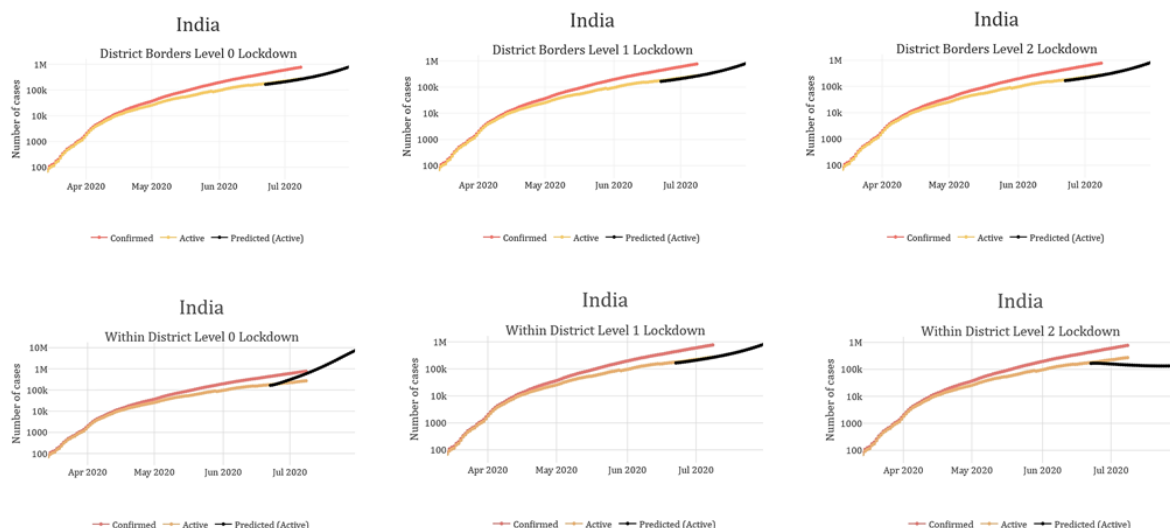 India
District Borders Level 0 Lockdown
1M
100k
10k
1000
100
Number of cases
Apr 2020 May 2020 Jun 2020 Jul 2020
Confirmed Active Predicted (Active)
India
District Borders Level 1 Lockdown
1M
100k
10k
1000
100
Number of cases
Apr 2020 May 2020 Jun 2020 Jul 2020
Confirmed Active Predicted (Active)
India
District Borders Level 2 Lockdown
1M
100k
10k
1000
100
Number of cases
Apr 2020 May 2020 Jun 2020 Jul 2020
Confirmed Active Predicted (Active)
India
Within District Level 0 Lockdown
10M
1M
100k
10k
1000
100
Number of cases
Apr 2020 May 2020 Jun 2020 Jul 2020
Confirmed Active Predicted (Active)
India
Within District Level 1 Lockdown
1M
100k
10k
1000
100
Number of cases
Apr 2020 May 2020 Jun 2020 Jul 2020
Confirmed Active Predicted (Active)
India
Within District Level 2 Lockdown
1M
100k
10k
1000
100
Number of cases
Apr 2020 May 2020 Jun 2020 Jul 2020
Confirmed Active Predicted (Active)